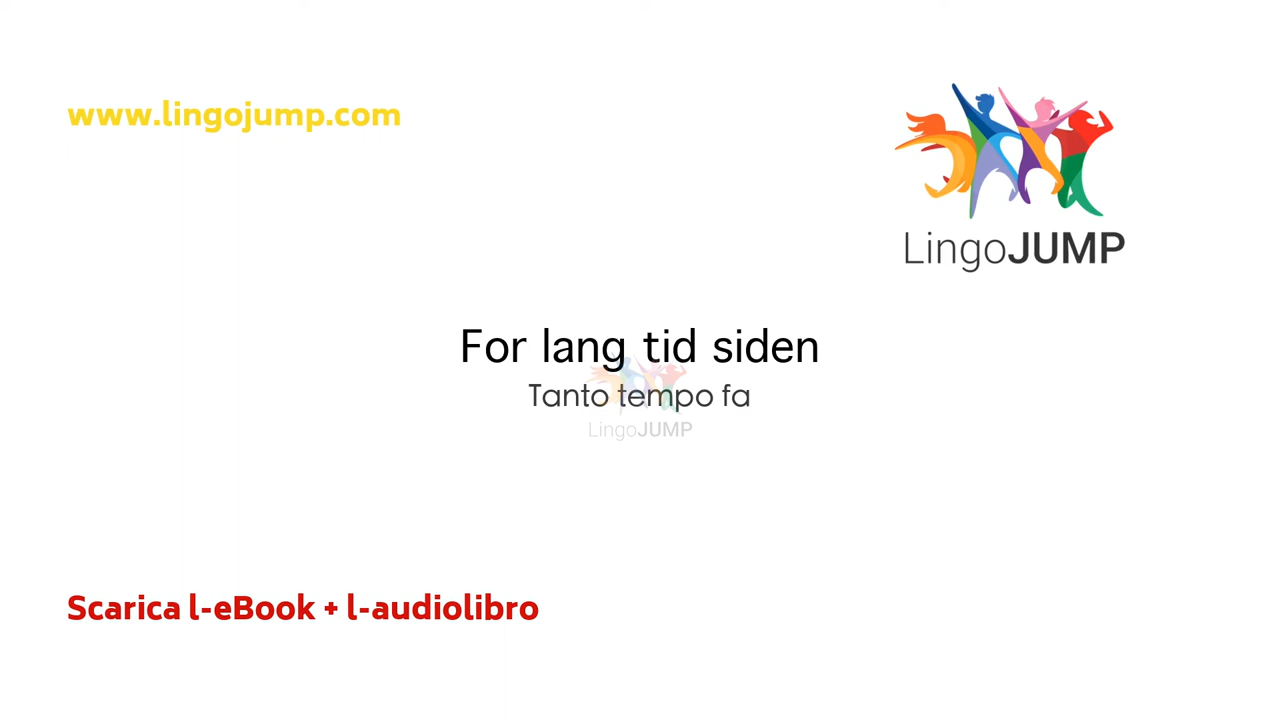 www.lingojump.com
LingoJUMP
For lang tid siden
Tanto tempo fa
LingoJUMP
Scarica l-eBook + l-audiolibro